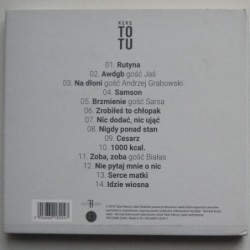 KęKę
TO
TU
01. Rutyna
02. Awdgb gość Jaś
03. Na dłoni gość Andrzej Grabowski
04. Samson
05. Brzmienie gość Sarsa
06. Zrobiłeś to chłopak
07. Nic dodać, nic ująć
08. Nigdy ponad stan
09. Cesarz
10. 1000 kcal.
11. Zoba, zoba gość Białas
12. Nie pytaj mnie o nic
13. Serce matki
14. Idzie wiosna